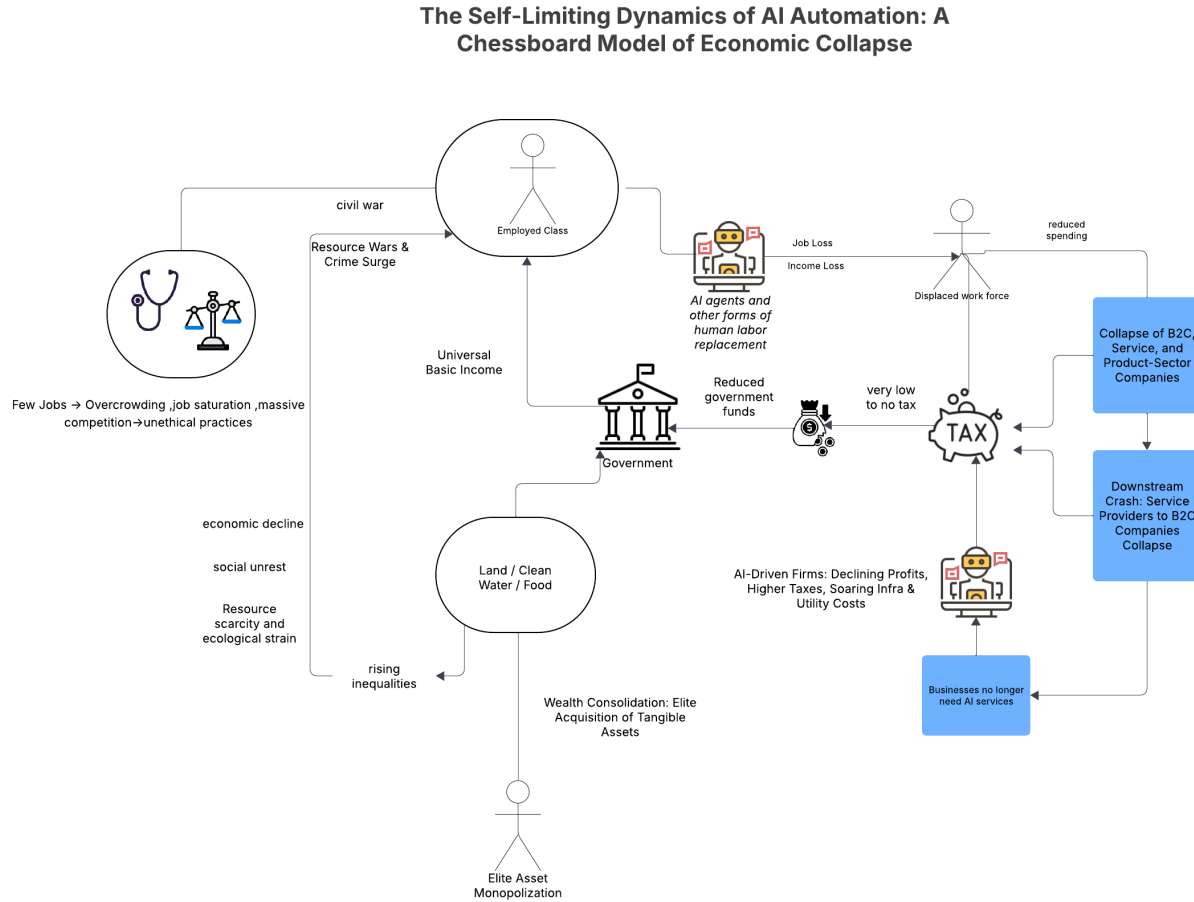 The Self-Limiting Dynamics of AI Automation: A
Chessboard Model of Economic Collapse
civil war
Employed Class
Resource Wars &
Crime Surge
Job Loss
Income Loss
AI agents and
other forms of
human labor
replacement
Displaced work force
reduced
spending
Collapse of B2C,
Service, and
Product-Sector
Companies
Few Jobs → Overcrowding ,job saturation ,massive
competition→unethical practices
Universal
Basic Income
Reduced
government
funds
$
very low
to no tax
TAX
Government
Downstream
Crash: Service
Providers to B2C
Companies
Collapse
economic decline
social unrest
Resource
scarcity and
ecological strain
Land / Clean
Water / Food
AI-Driven Firms: Declining Profits,
Higher Taxes, Soaring Infra &
Utility Costs
rising
inequalities
Wealth Consolidation: Elite
Acquisition of Tangible
Assets
Businesses no longer
need AI services
Elite Asset
Monopolization